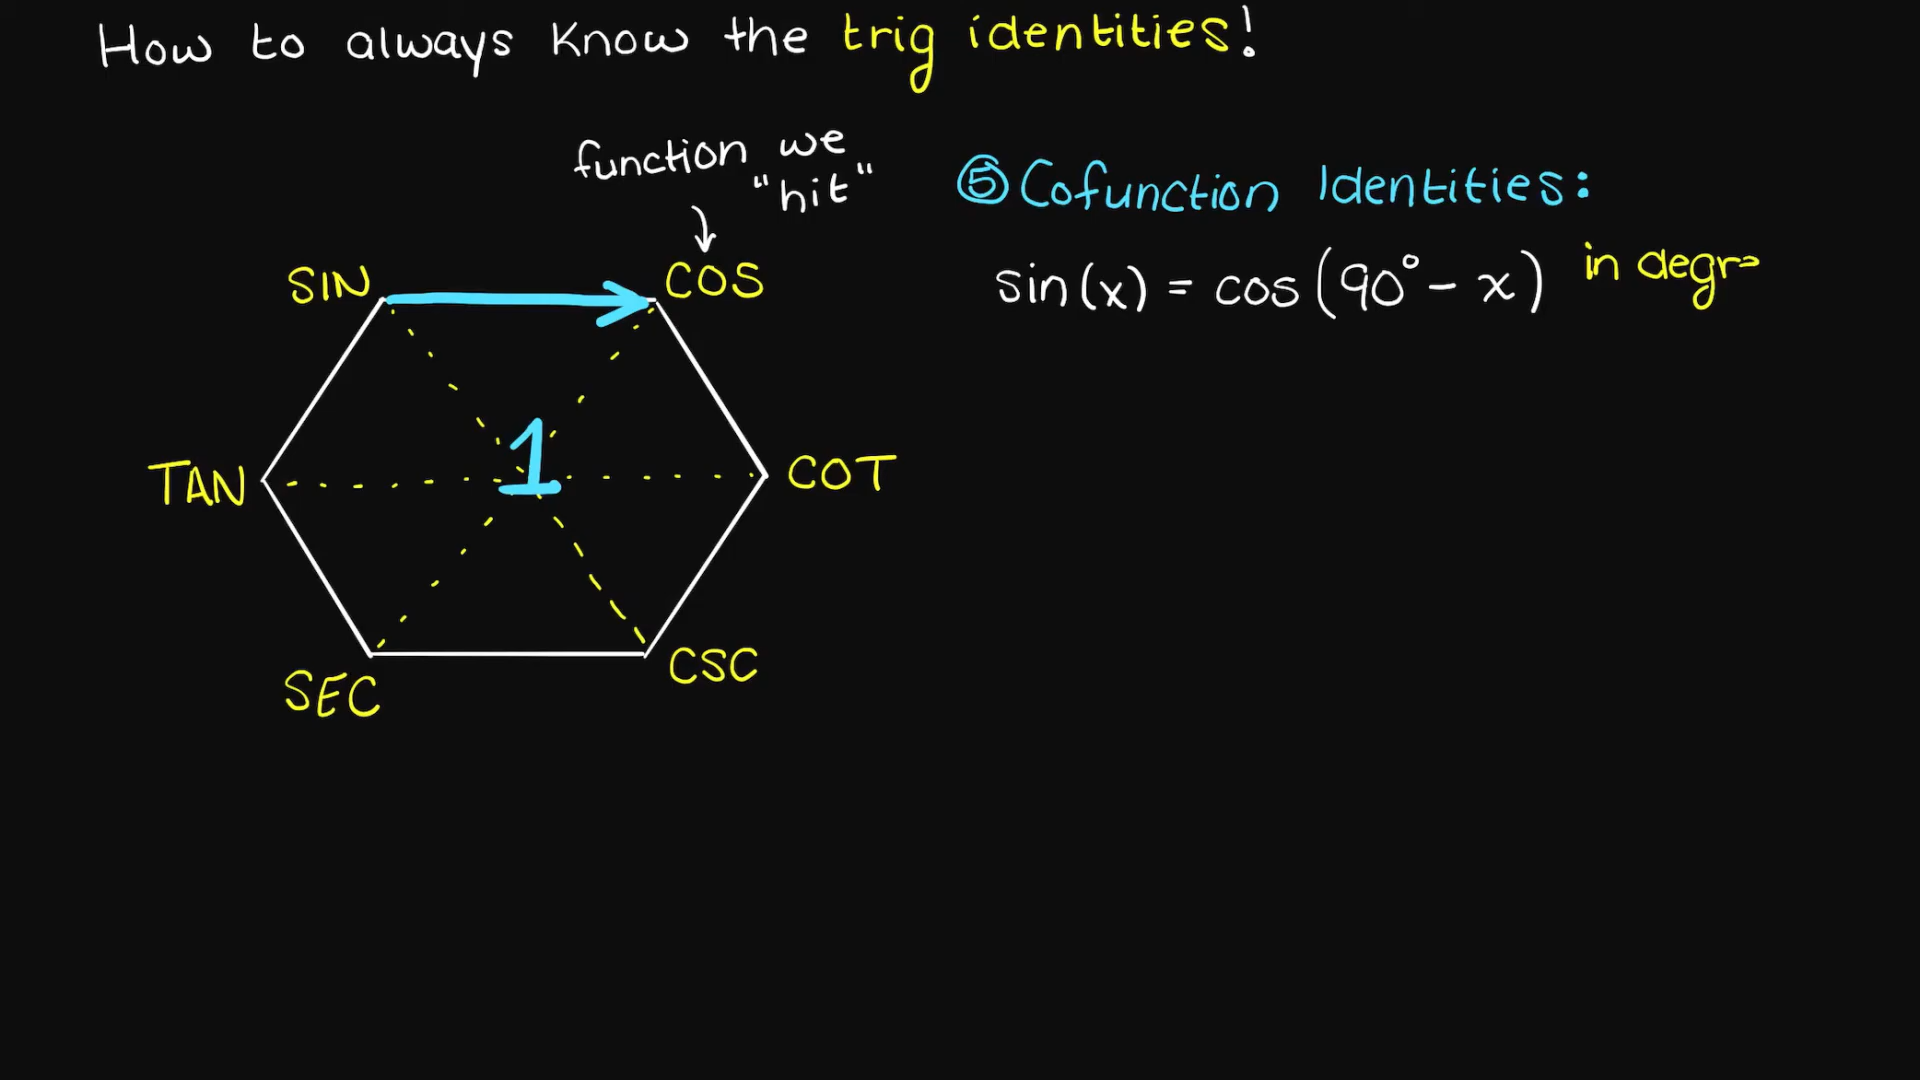 How to always know the trig identities!
function we
"hit"
⑤ Cofunction Identities:
SIN
COS
sin(x) = cos(90° - x)
in degre
1
TAN
COT
SEC
CSC